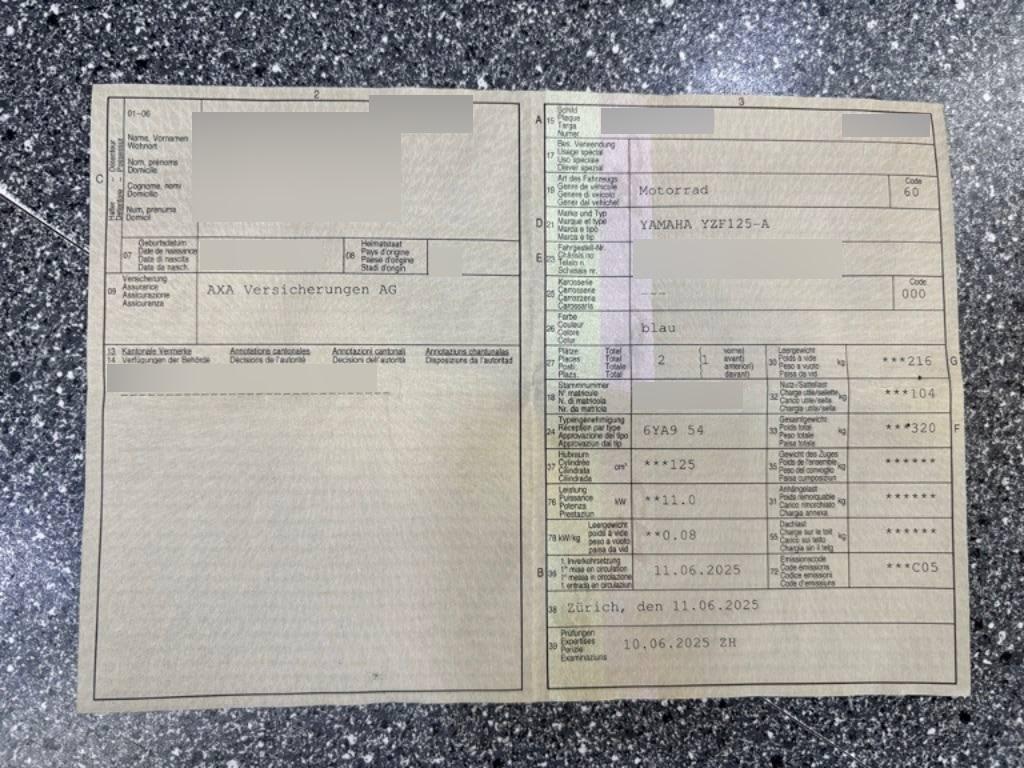 2
01-06
Name, Vornamen
Wohnort
Nom, prénoms
Domicile
Cognome, nomi
Domicilio
Num, prenums
Domicil
C
Halter – Détenteur
Detentore – Possessur
07
Geburtsdatum
Date de naissance
Data di nascita
Data da nasch.
08
Heimatstaat
Pays d'origine
Paese d'origine
Stadi d'origin
09
Versicherung
Assurance
Assicurazione
Assicuranza
AXA Versicherungen AG
13 Kantonale Vermerke Annotations cantonales Annotazioni cantonali Annotaziuns chantunalas
14 Verfügungen der Behörde Décisions de l'autorité Decisioni dell'autorità Disposiziuns da l'autoritad
3
A 15
Schild
Plaque
Targa
Numer
17
Bes. Verwendung
Usage spécial
Uso speciale
Diever spezial
19
Art des Fahrzeugs
Genre de véhicule
Genere di veicolo
Gener dal vehichel
Motorrad
Code
60
D 21
Marke und Typ
Marque et type
Marca e tipo
Marca e tip
YAMAHA YZF125-A
E 23
Fahrgestell-Nr.
Châssis no
Telaio n.
Schassis nr.
25
Karosserie
Carrosserie
Carrozzeria
Carossaria
---
Code
000
26
Farbe
Couleur
Colore
Colur
blau
27
Plätze: Total
Places: Total
Posti: Totale
Plazs: Total
2
1
vorne)
avant)
anteriori)
davant)
30
Leergewicht
Poids à vide
Peso a vuoto
Paisa da vid
kg
***216
G
18
Stammnummer
N° matricule
N. di matricola
Nr. da matricla
32
Nutz-/Sattellast
Charge utile/sellette
Carico utile/sella
Chargia utila/sella
kg
***104
24
Typengenehmigung
Réception par type
Approvazione del tipo
Approvaziun dal tip
6YA9 54
33
Gesamtgewicht
Poids total
Peso totale
Paisa totala
kg
***320
F
37
Hubraum
Cylindrée
Cilindrata
Cilindrada
cm³
***125
35
Gewicht des Zuges
Poids de l'ensemble
Peso del convoglio
Paisa cumposiziun
kg
******
76
Leistung
Puissance
Potenza
Prestaziun
kW
**11.0
31
Anhängelast
Poids remorquable
Carico rimorchiato
Chargia annexa
kg
******
78 kW/kg
Leergewicht
poids à vide
peso a vuoto
paisa da vid
**0.08
55
Dachlast
Charge sur le toit
Carico sul tetto
Chargia sin il tetg
kg
******
B 36
1. Inverkehrsetzung
1re mise en circulation
1a messa in circolazione
1. entrada en circulaziun
11.06.2025
72
Emissionscode
Code émissions
Codice emissioni
Code d'emissiuns
***C05
38 Zürich, den 11.06.2025
39
Prüfungen
Expertises
Perizie
Examinaziuns
10.06.2025 ZH